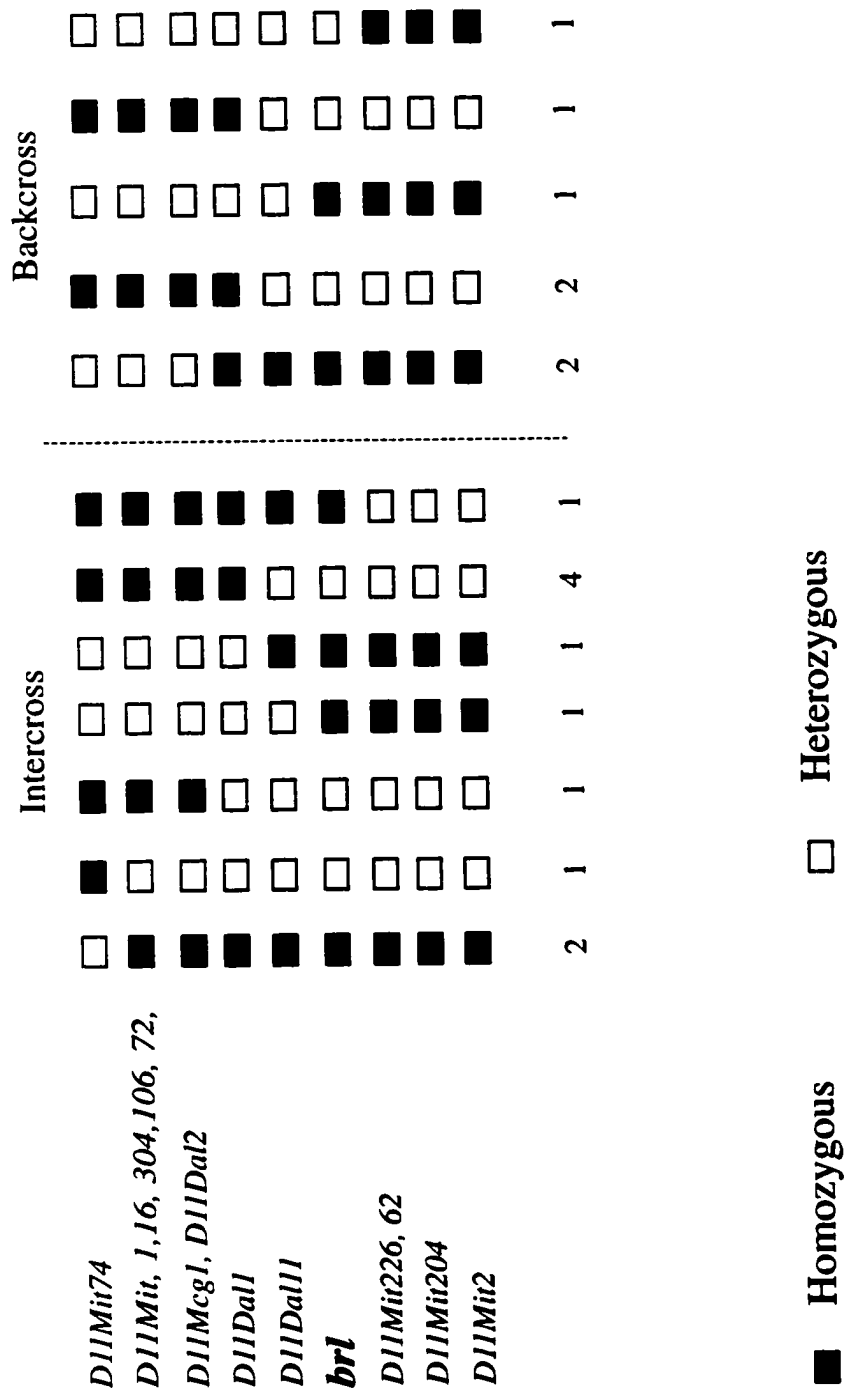 Intercross
Backcross
D11Mit74
D11Mit, 1,16, 304,106, 72,
D11Mcg1, D11Dal2
D11Dal1
D11Dal11
brl
D11Mit226, 62
D11Mit204
D11Mit2
2 1 1 1 1 4 1 2 2 1 1 1
Homozygous
Heterozygous